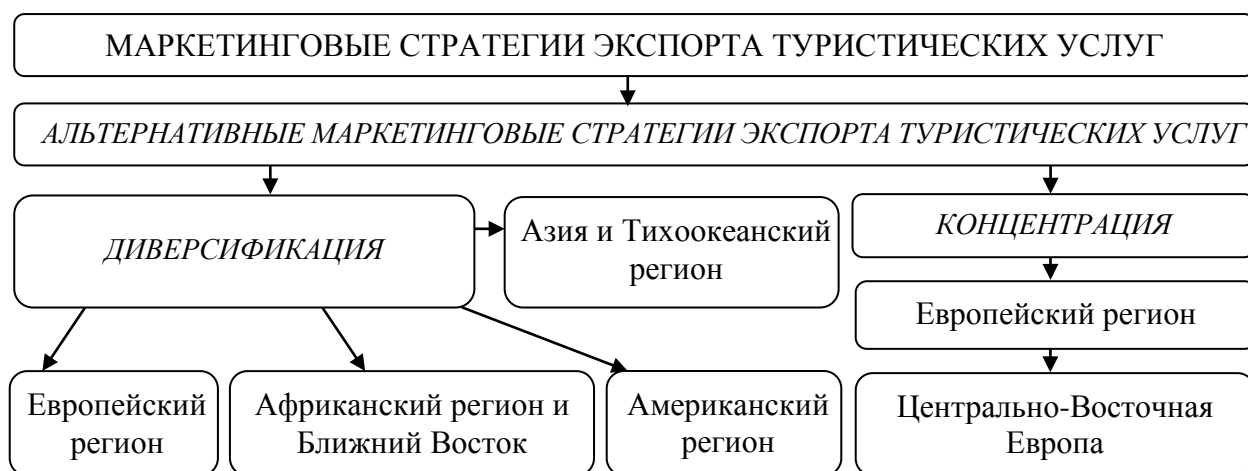 МАРКЕТИНГОВЫЕ СТРАТЕГИИ ЭКСПОРТА ТУРИСТИЧЕСКИХ УСЛУГ
АЛЬТЕРНАТИВНЫЕ МАРКЕТИНГОВЫЕ СТРАТЕГИИ ЭКСПОРТА ТУРИСТИЧЕСКИХ УСЛУГ
ДИВЕРСИФИКАЦИЯ
Азия и Тихоокеанский
регион
КОНЦЕНТРАЦИЯ
Европейский регион
Европейский
регион
Африканский регион и
Ближний Восток
Американский
регион
Центрально-Восточная
Европа